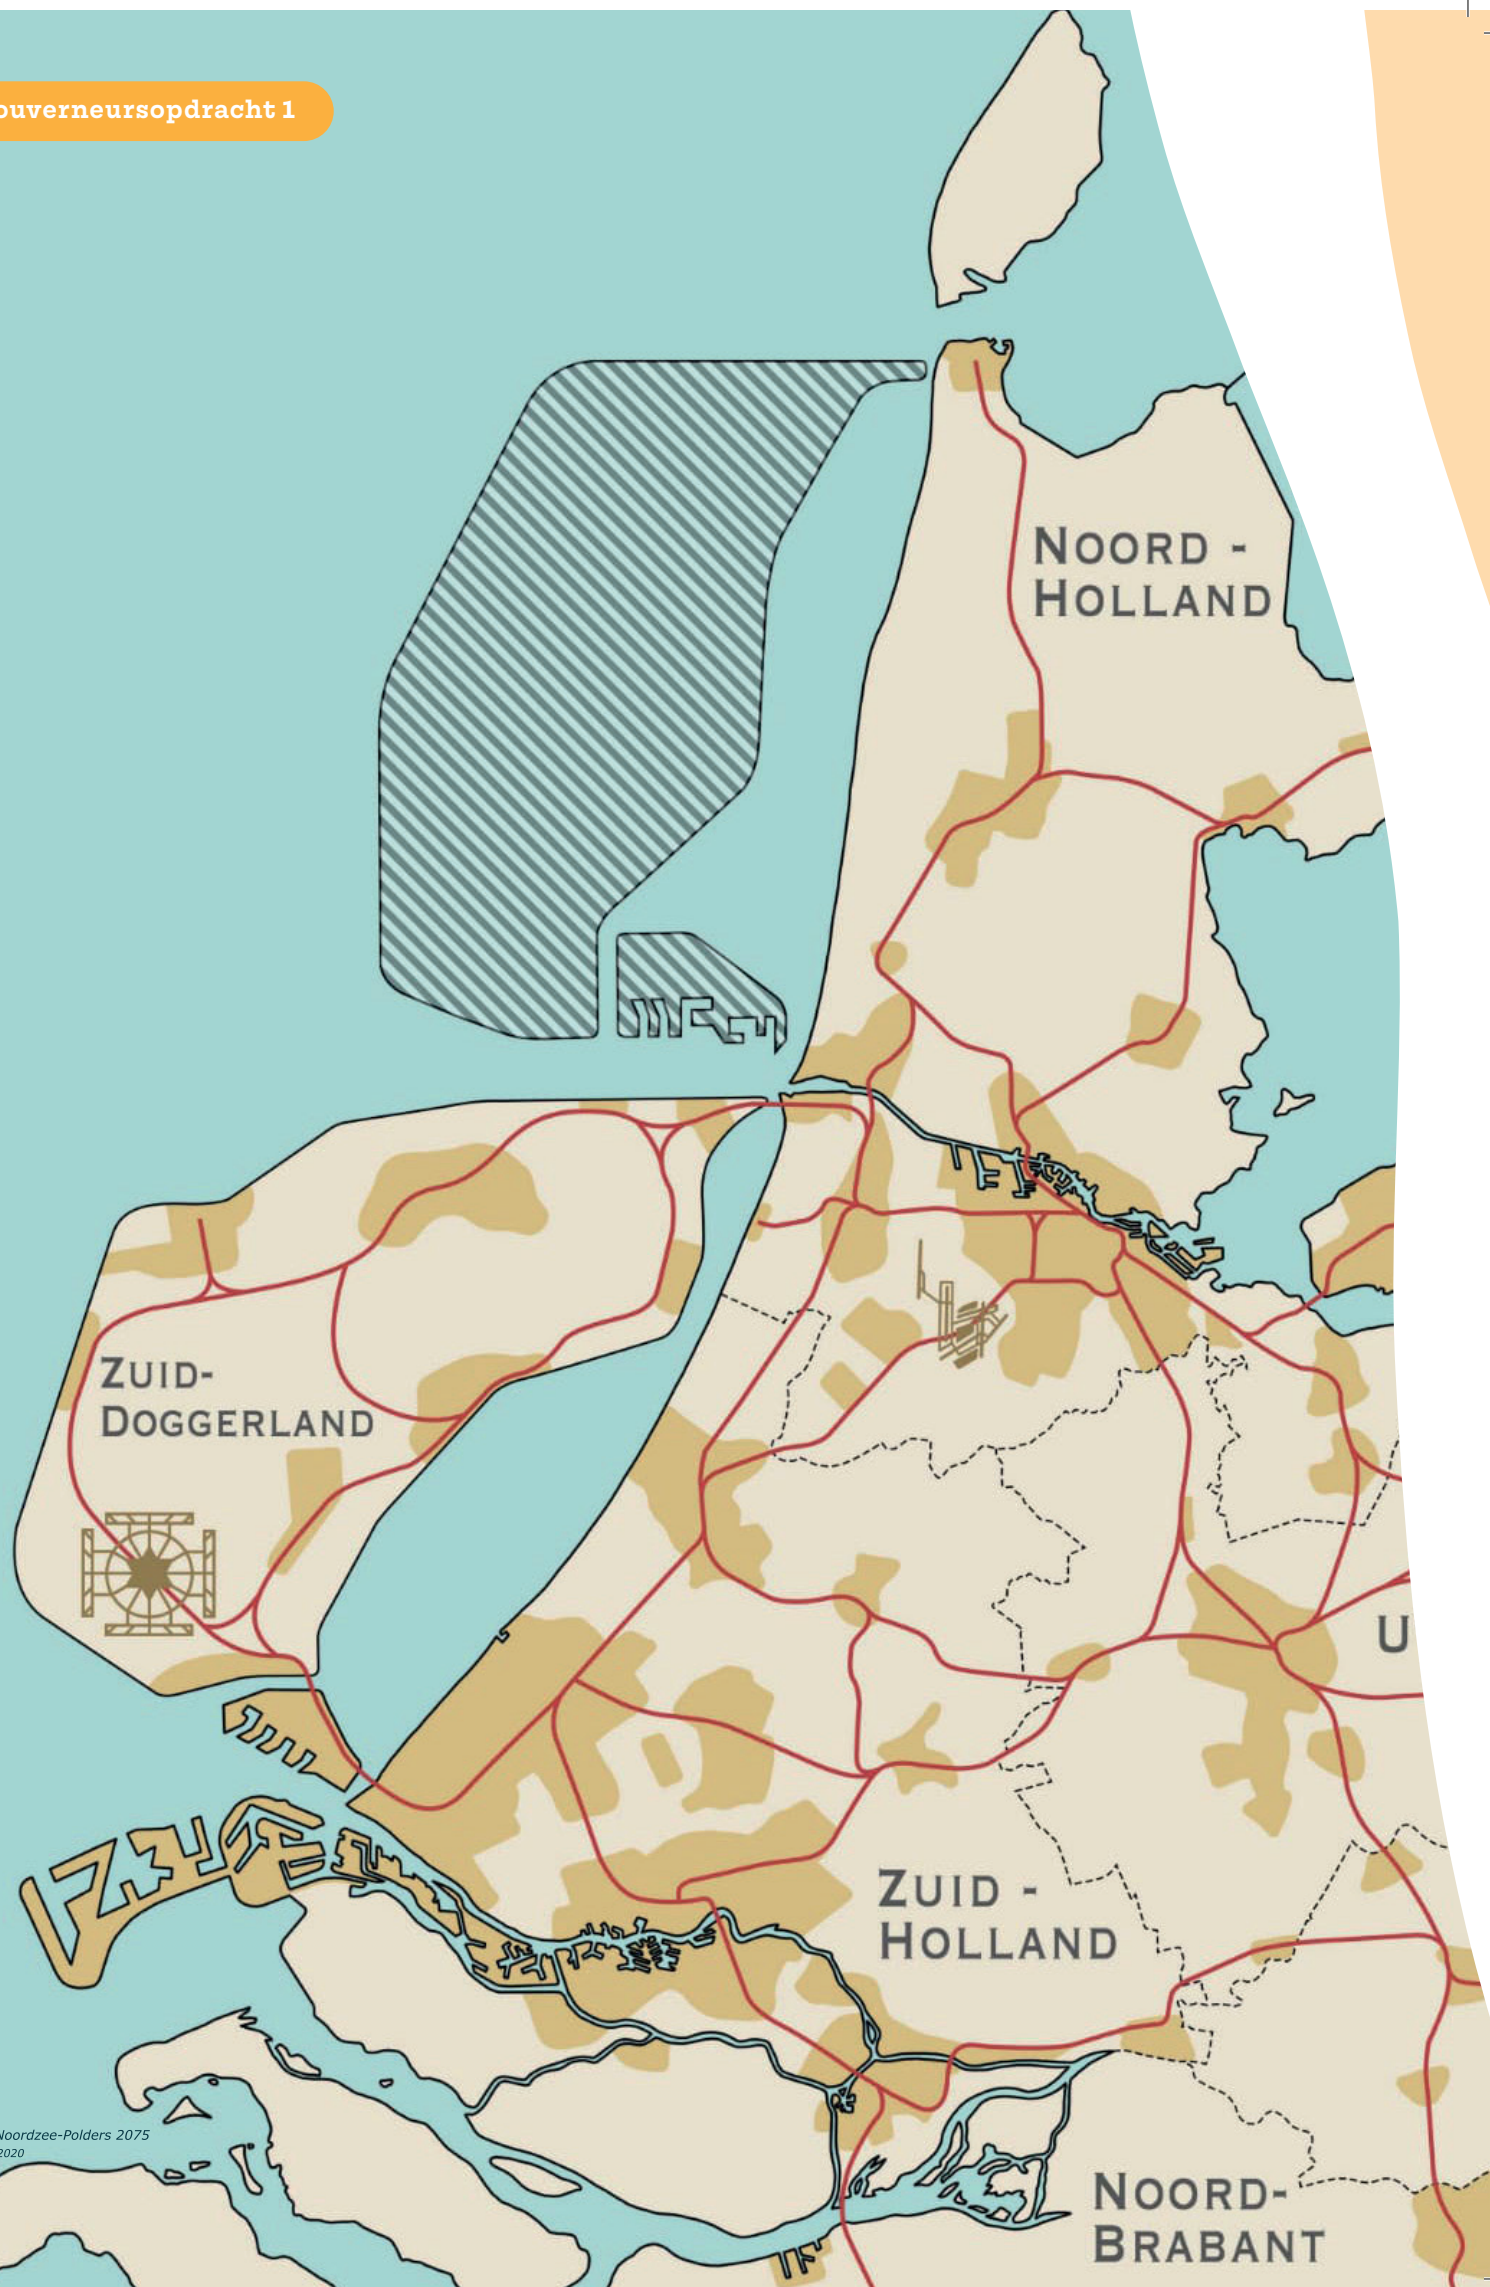 ouverneursopdracht 1
NOORD -
HOLLAND
ZUID-
DOGGERLAND
U
ZUID -
HOLLAND
Noordzee-Polders 2075
2020
NOORD-
BRABANT